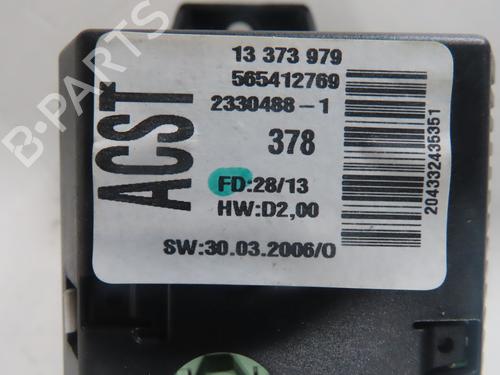 B-PARTS
ACST
13 373 979
565412769
2330488-1
378
FD:28/13
HW:D2,00
SW:30.03.2006/0
204332435351